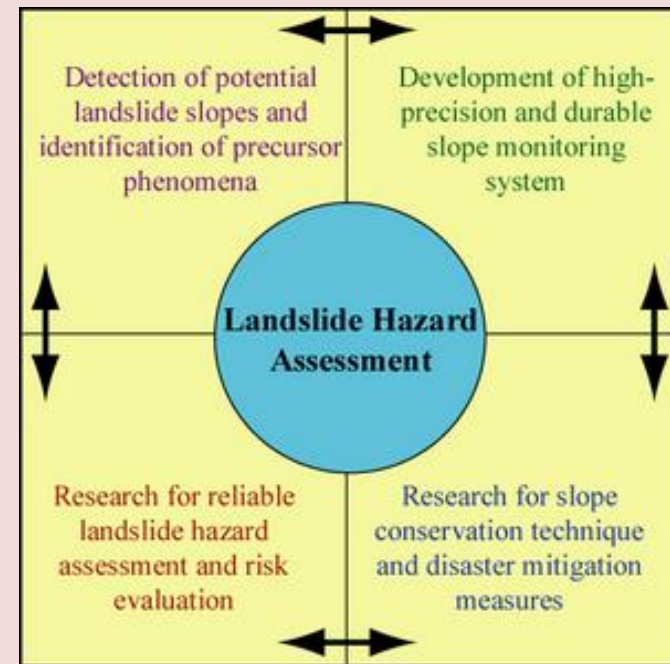 Detection of potential
landslide slopes and
identification of precursor
phenomena
Development of high-
precision and durable
slope monitoring
system
Landslide Hazard
Assessment
Research for reliable
landslide hazard
assessment and risk
evaluation
Research for slope
conservation technique
and disaster mitigation
measures